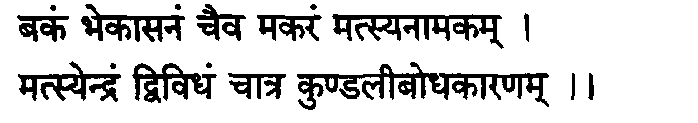 बकं भेकासनं चैव मकरं मत्स्यनामकम् ।
मत्स्येन्द्रं द्विविधं चात्र कुण्डलीबोधकारणम् ।।